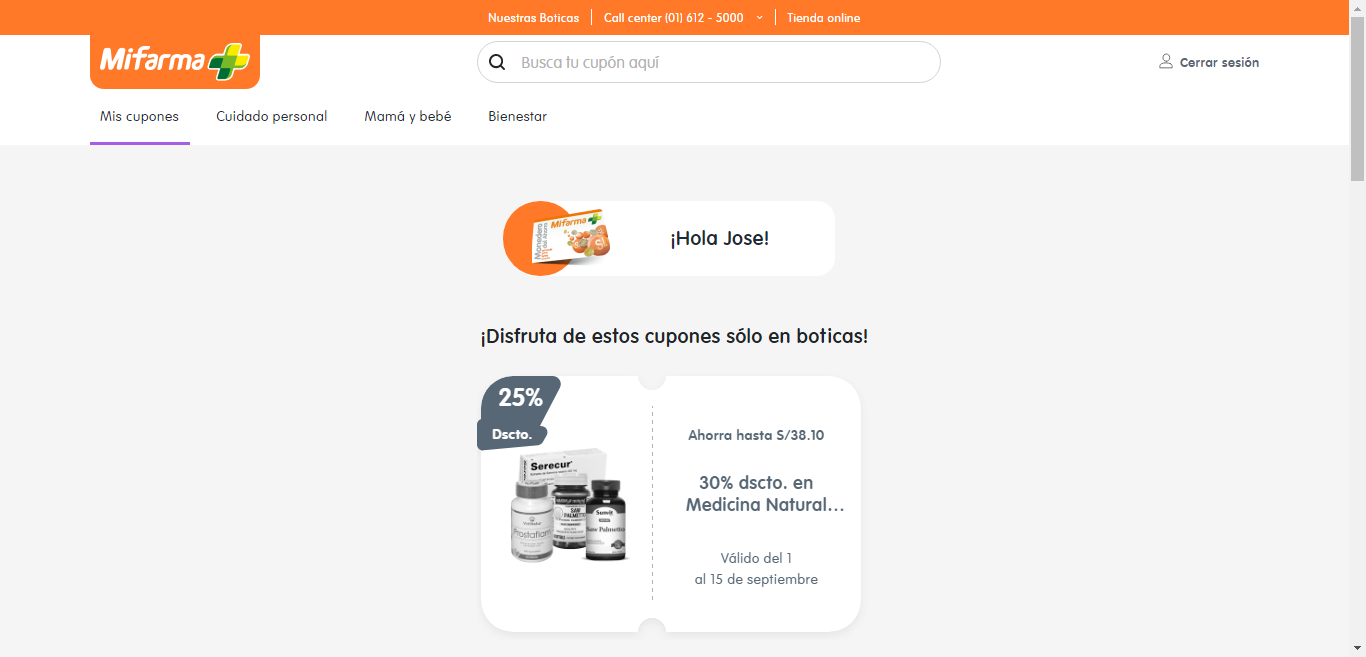 Nuestras Boticas
Call center (01) 612 - 5000
Tienda online
Mifarma
Busca tu cupón aquí
Cerrar sesión
Mis cupones
Cuidado personal
Mamá y bebé
Bienestar
Monedero del Ahorro
Mifarma
¡Hola Jose!
¡Disfruta de estos cupones sólo en boticas!
25%
Dscto.
Serecur
Prostaflam
SAW
PALMETTO
Sunvit
Saw Palmetto
Ahorra hasta S/38.10
30% dscto. en
Medicina Natural...
Válido del 1
al 15 de septiembre